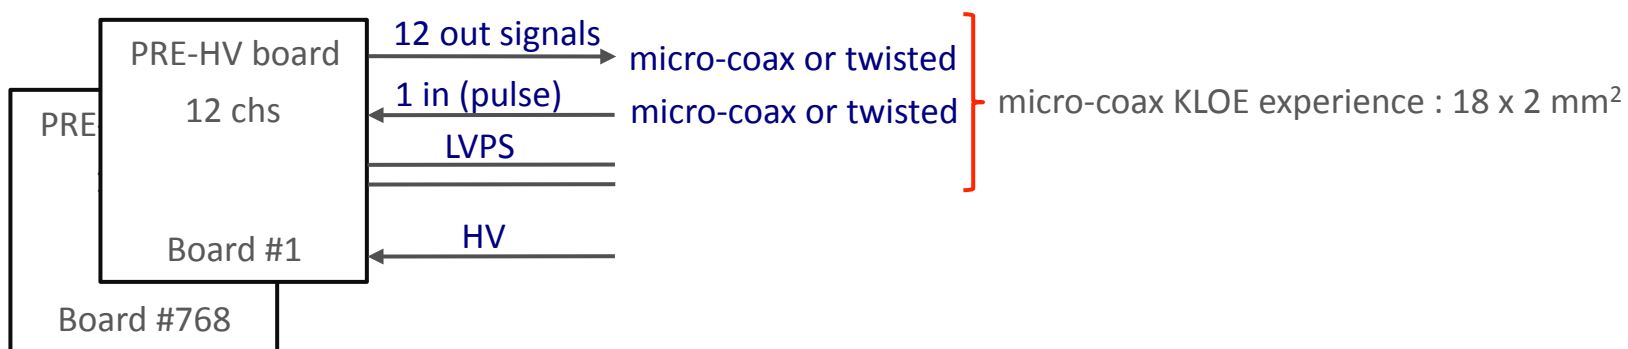 PRE-HV board
12 chs
Board #1
PRE-
Board #768
12 out signals
1 in (pulse)
LVPS
HV
micro-coax or twisted
micro-coax or twisted
micro-coax KLOE experience : 18 x 2 mm²